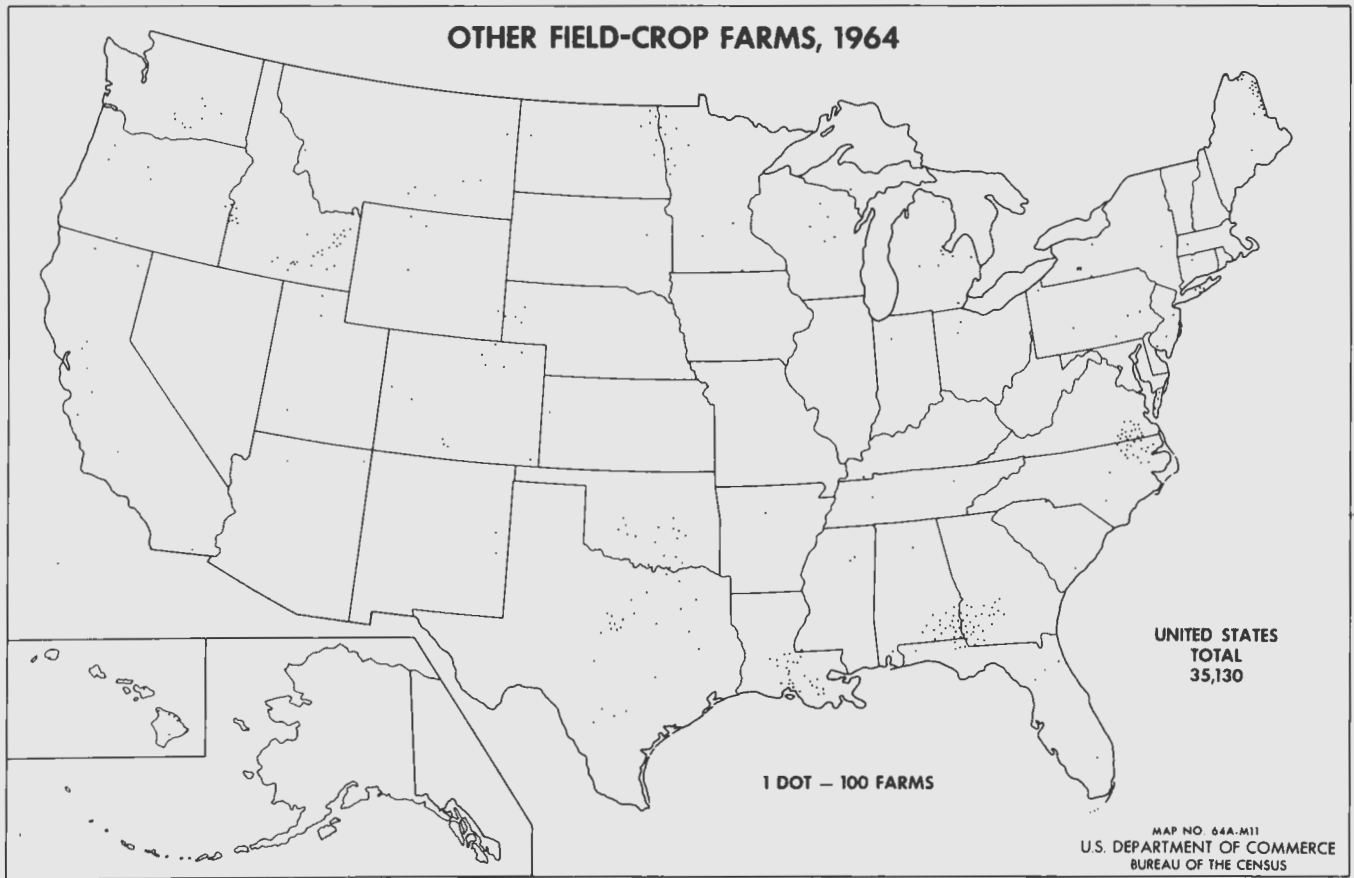 OTHER FIELD-CROP FARMS, 1964
UNITED STATES
TOTAL
35,130
1 DOT — 100 FARMS
MAP NO. 64A-M11
U.S. DEPARTMENT OF COMMERCE
BUREAU OF THE CENSUS